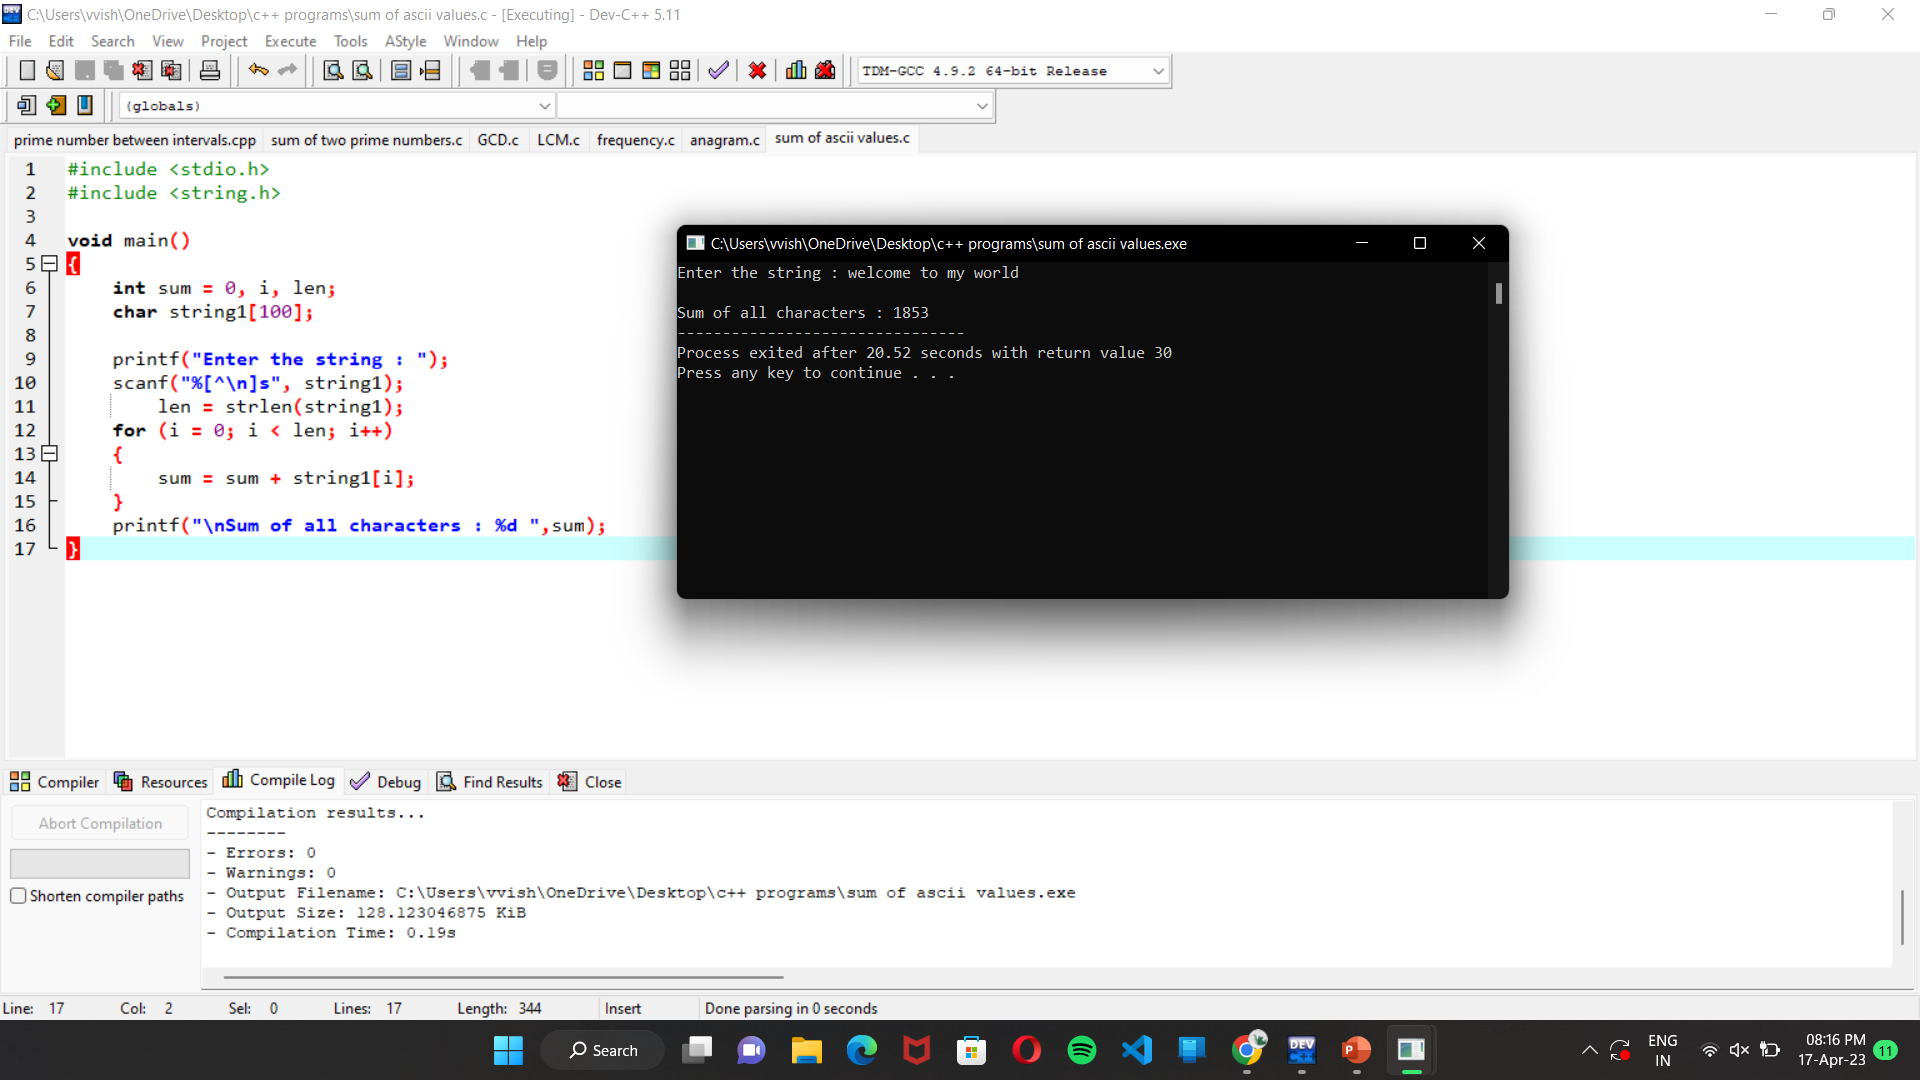 C:\Users\vvish\OneDrive\Desktop\c++ programs\sum of ascii values.c - [Executing] - Dev-C++ 5.11
File Edit Search View Project Execute Tools AStyle Window Help
TDM-GCC 4.9.2 64-bit Release
(globals)
prime number between intervals.cpp sum of two prime numbers.c GCD.c LCM.c frequency.c anagram.c sum of ascii values.c
1 #include <stdio.h>
2 #include <string.h>
3
4 void main()
5 {
6 int sum = 0, i, len;
7 char string1[100];
8
9 printf("Enter the string : ");
10 scanf("%[^\n]s", string1);
11 len = strlen(string1);
12 for (i = 0; i < len; i++)
13 {
14 sum = sum + string1[i];
15 }
16 printf("\nSum of all characters : %d ",sum);
17 }
C:\Users\vvish\OneDrive\Desktop\c++ programs\sum of ascii values.exe
Enter the string : welcome to my world
Sum of all characters : 1853
--------------------------------
Process exited after 20.52 seconds with return value 30
Press any key to continue . . .
Compiler Resources Compile Log Debug Find Results Close
Abort Compilation
Shorten compiler paths
Compilation results...
--------
- Errors: 0
- Warnings: 0
- Output Filename: C:\Users\vvish\OneDrive\Desktop\c++ programs\sum of ascii values.exe
- Output Size: 128.123046875 KiB
- Compilation Time: 0.19s
Line: 17 Col: 2 Sel: 0 Lines: 17 Length: 344 Insert Done parsing in 0 seconds
Search
DEV
C++
P
ENG
IN
08:16 PM
17-Apr-23
11